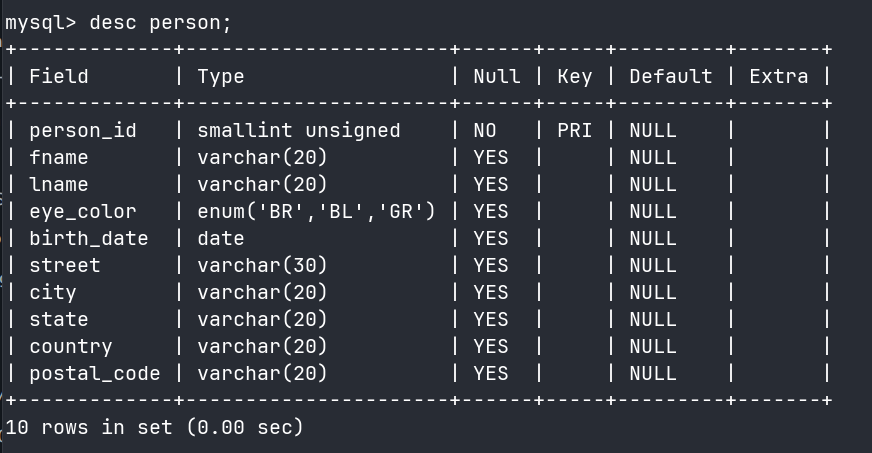 mysql> desc person;
+-------------+----------------------+------+-----+---------+-------+
| Field       | Type                 | Null | Key | Default | Extra |
+-------------+----------------------+------+-----+---------+-------+
| person_id   | smallint unsigned    | NO   | PRI | NULL    |       |
| fname       | varchar(20)          | YES  |     | NULL    |       |
| lname       | varchar(20)          | YES  |     | NULL    |       |
| eye_color   | enum('BR','BL','GR') | YES  |     | NULL    |       |
| birth_date  | date                 | YES  |     | NULL    |       |
| street      | varchar(30)          | YES  |     | NULL    |       |
| city        | varchar(20)          | YES  |     | NULL    |       |
| state       | varchar(20)          | YES  |     | NULL    |       |
| country     | varchar(20)          | YES  |     | NULL    |       |
| postal_code | varchar(20)          | YES  |     | NULL    |       |
+-------------+----------------------+------+-----+---------+-------+
10 rows in set (0.00 sec)